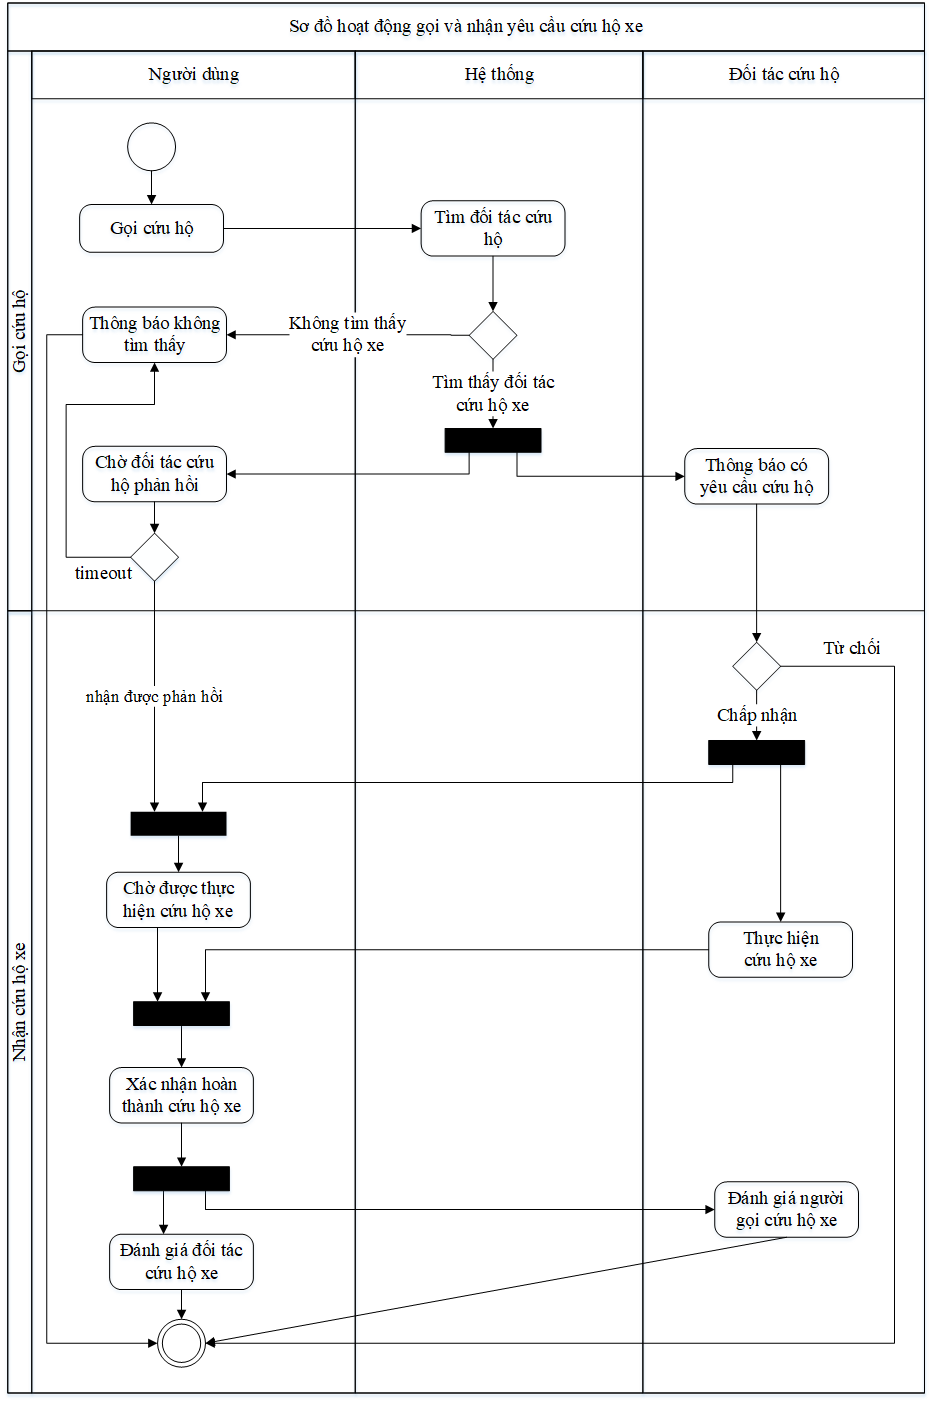 Sơ đồ hoạt động gọi và nhận yêu cầu cứu hộ xe
Người dùng
Hệ thống
Đối tác cứu hộ
Gọi cứu hộ
Gọi cứu hộ
Tìm đối tác cứu
hộ
Thông báo không
tìm thấy
Không tìm thấy
cứu hộ xe
Tìm thấy đối tác
cứu hộ xe
Chờ đối tác cứu
hộ phản hồi
Thông báo có
yêu cầu cứu hộ
timeout
Nhận cứu hộ xe
Từ chối
nhận được phản hồi
Chấp nhận
Chờ được thực
hiện cứu hộ xe
Thực hiện
cứu hộ xe
Xác nhận hoàn
thành cứu hộ xe
Đánh giá người
gọi cứu hộ xe
Đánh giá đối tác
cứu hộ xe